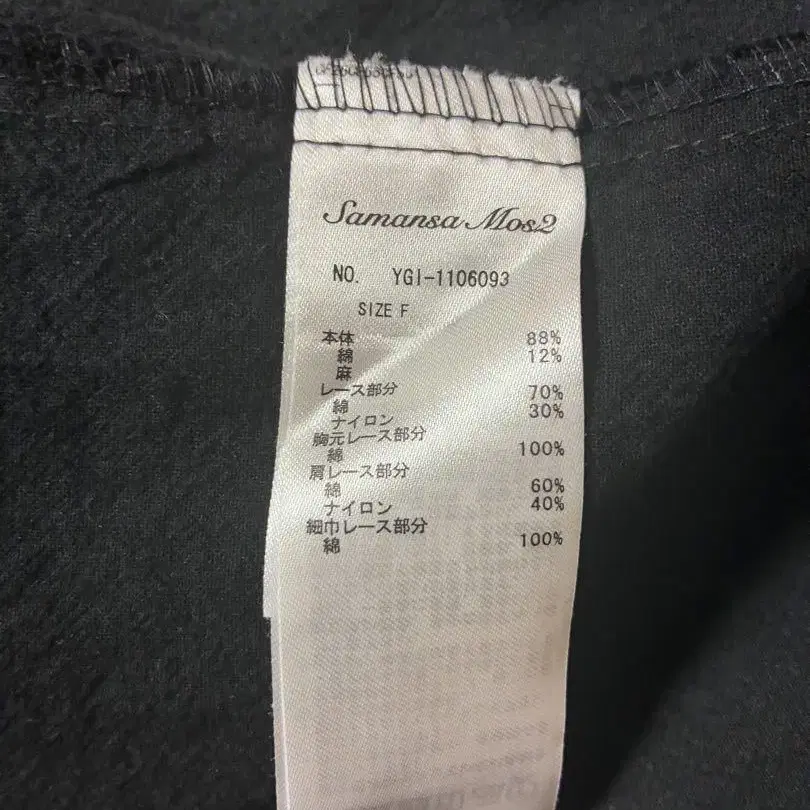 Samansa Mos2
NO. YGI-1106093
SIZE F
本体
綿 88%
麻 12%
レース部分
綿 70%
ナイロン 30%
胸元レース部分
綿 100%
肩レース部分
綿 60%
ナイロン 40%
細巾レース部分
綿 100%